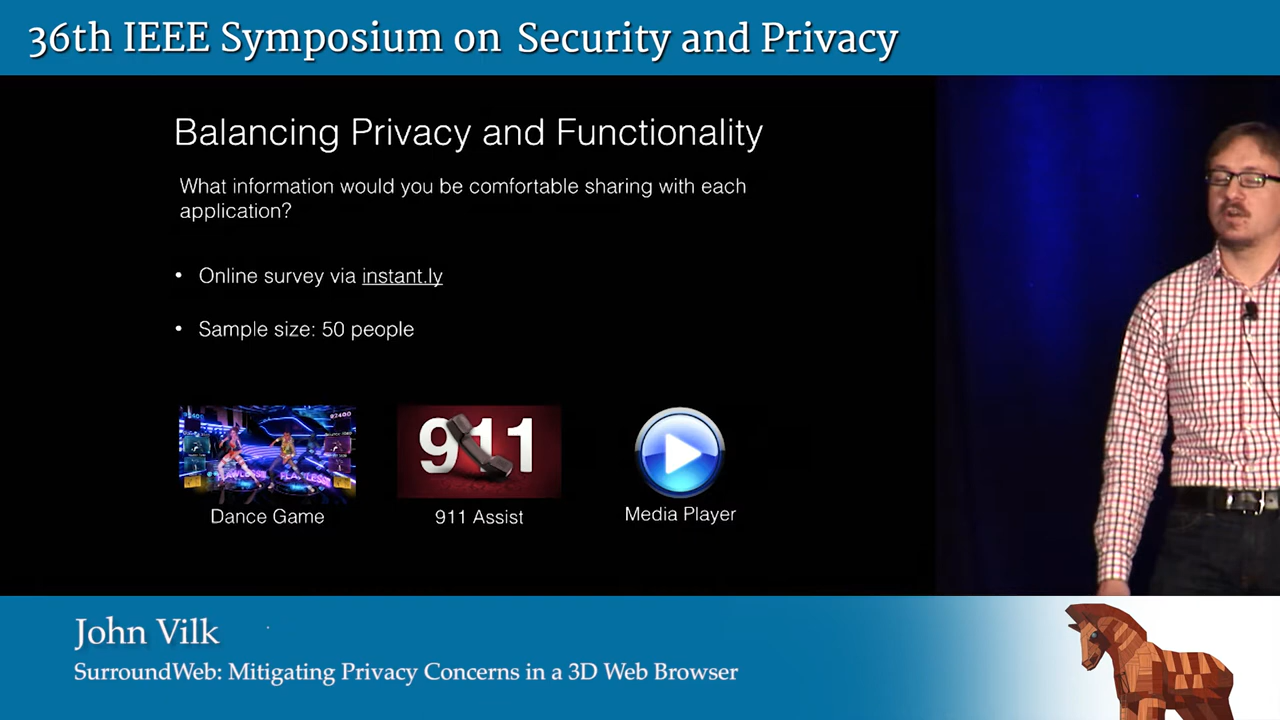 36th IEEE Symposium on Security and Privacy
Balancing Privacy and Functionality
What information would you be comfortable sharing with each
application?
• Online survey via instant.ly
• Sample size: 50 people
911
Dance Game
911 Assist
Media Player
John Vilk
SurroundWeb: Mitigating Privacy Concerns in a 3D Web Browser